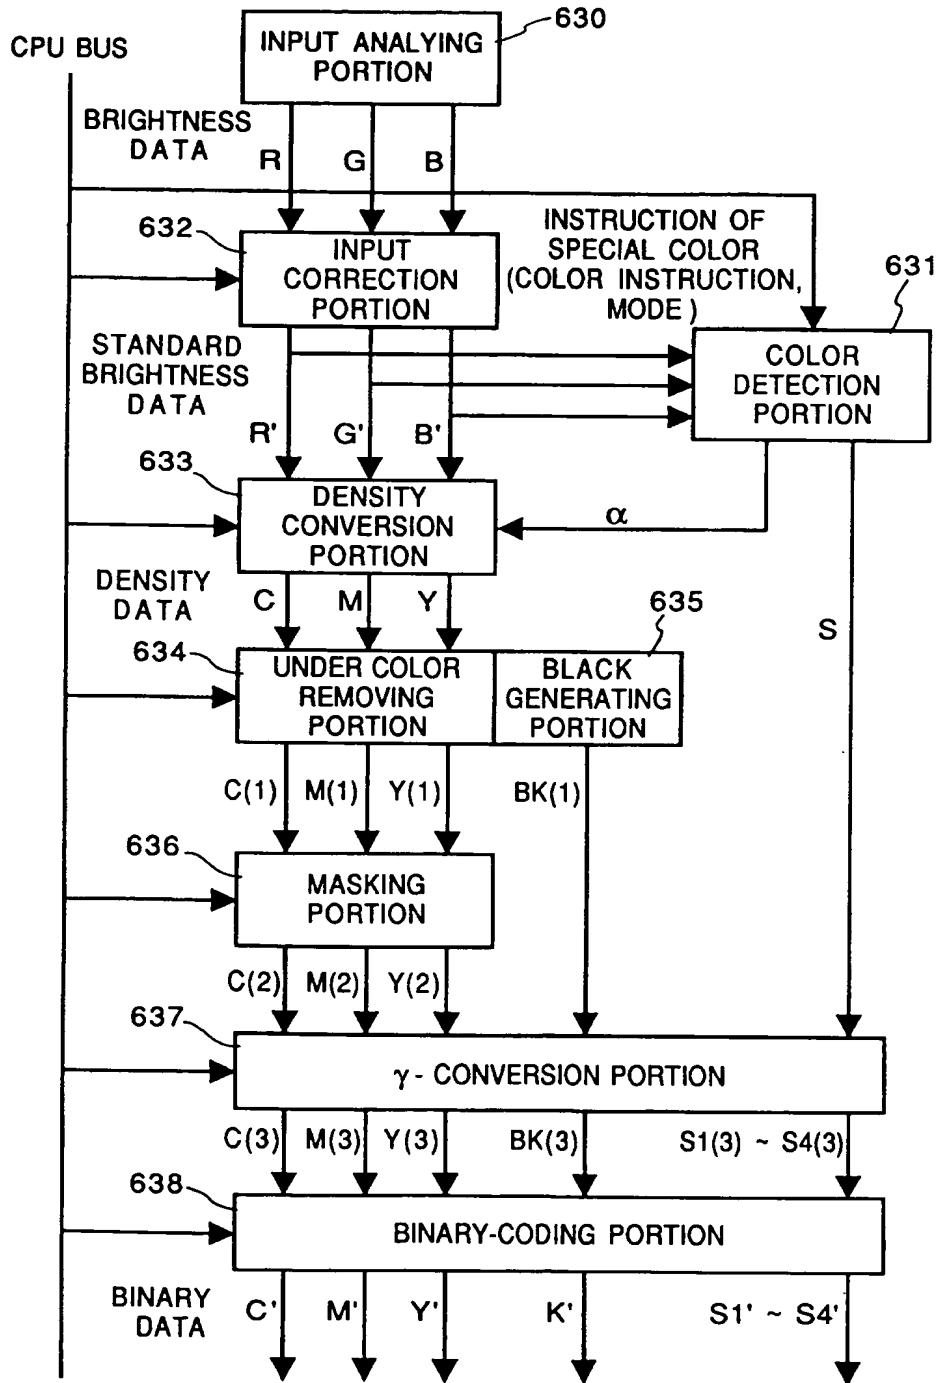 630
INPUT ANALYING
PORTION
CPU BUS
BRIGHTNESS
DATA
R
G
B
632
INPUT
CORRECTION
PORTION
INSTRUCTION OF
SPECIAL COLOR
(COLOR INSTRUCTION,
MODE)
631
COLOR
DETECTION
PORTION
STANDARD
BRIGHTNESS
DATA
R'
G'
B'
633
DENSITY
CONVERSION
PORTION
α
DENSITY
DATA
C
M
Y
S
634
UNDER COLOR
REMOVING
PORTION
635
BLACK
GENERATING
PORTION
C(1)
M(1)
Y(1)
BK(1)
636
MASKING
PORTION
C(2)
M(2)
Y(2)
637
γ - CONVERSION PORTION
C(3)
M(3)
Y(3)
BK(3)
S1(3) ~ S4(3)
638
BINARY-CODING PORTION
BINARY
DATA
C'
M'
Y'
K'
S1' ~ S4'